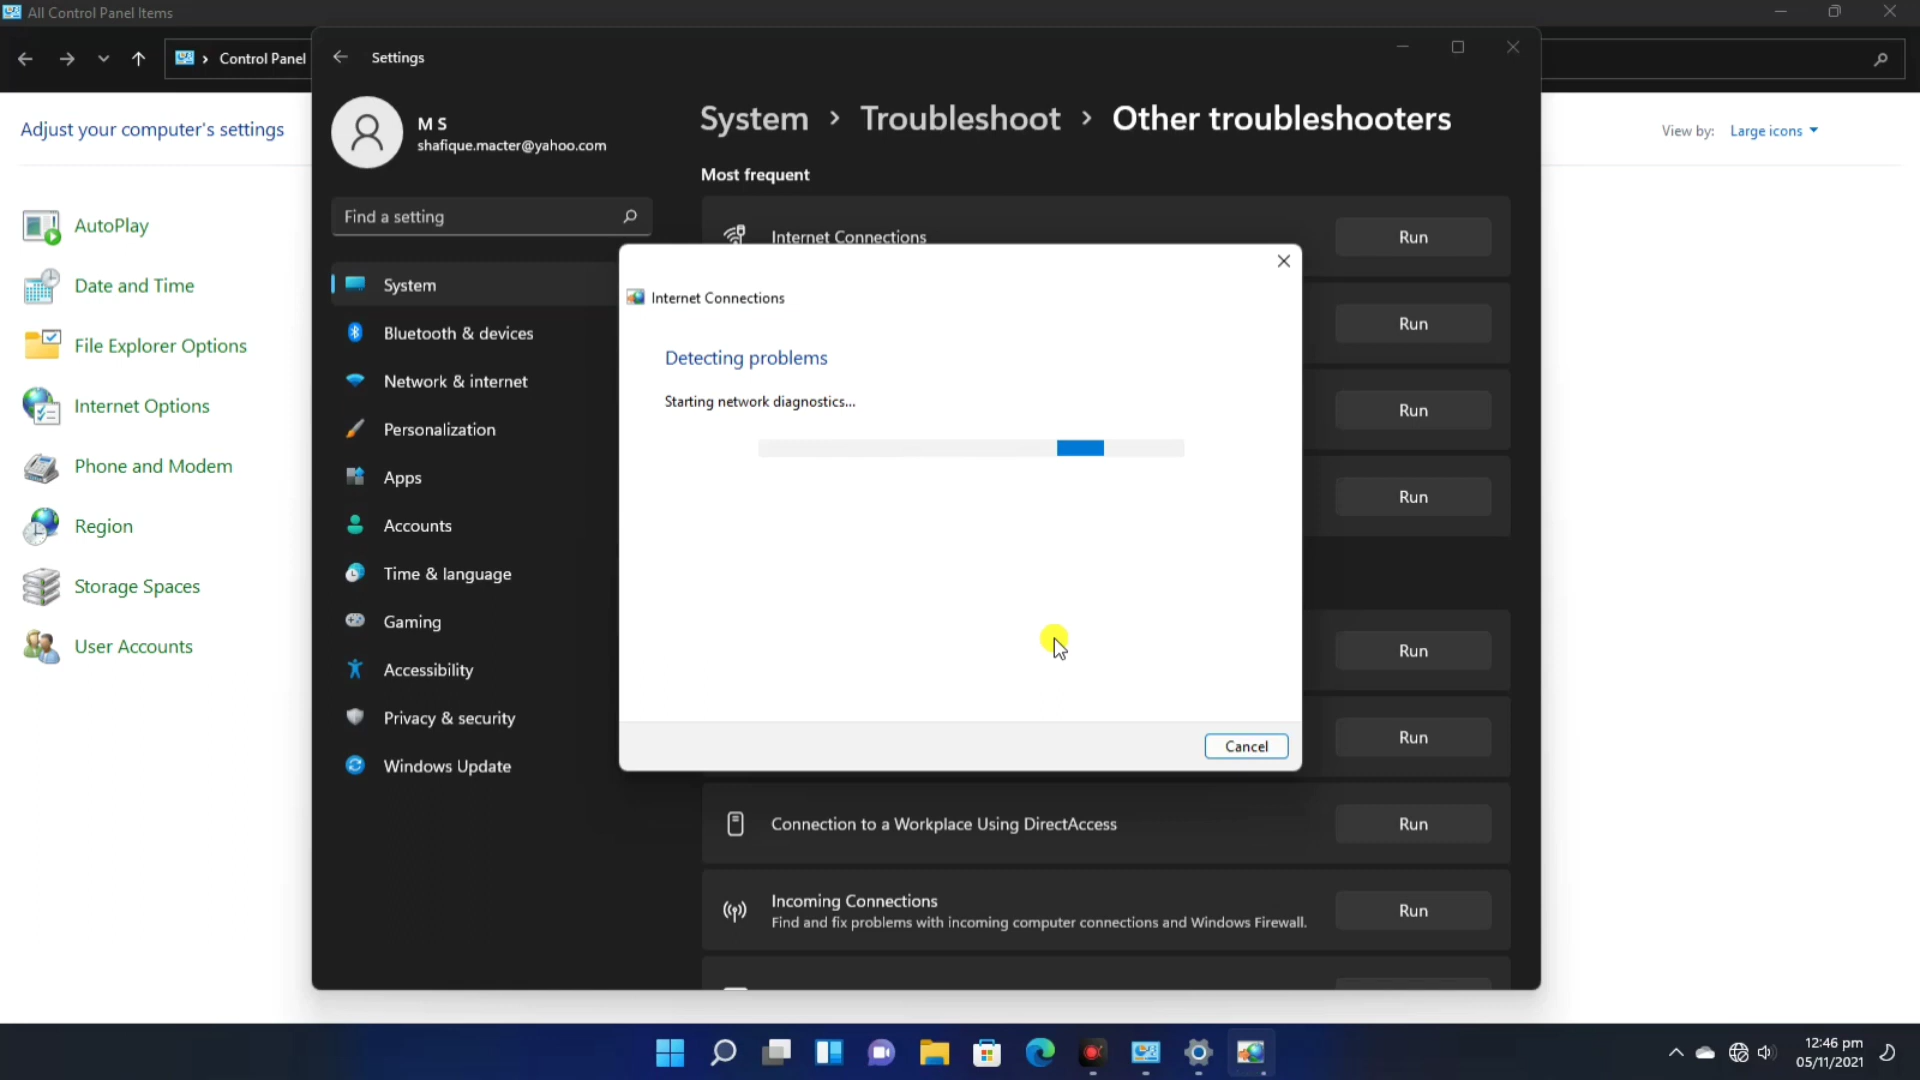 All Control Panel Items
Control Panel
Settings
Adjust your computer's settings
View by: Large icons
AutoPlay
Date and Time
File Explorer Options
Internet Options
Phone and Modem
Region
Storage Spaces
User Accounts
M S
shafique.macter@yahoo.com
Find a setting
System
Bluetooth & devices
Network & internet
Personalization
Apps
Accounts
Time & language
Gaming
Accessibility
Privacy & security
Windows Update
System > Troubleshoot > Other troubleshooters
Most frequent
Internet Connections
Run
Run
Run
Run
Internet Connections
Detecting problems
Starting network diagnostics...
Cancel
Run
Run
Connection to a Workplace Using DirectAccess
Run
Incoming Connections
Find and fix problems with incoming computer connections and Windows Firewall.
Run
12:46 pm
05/11/2021